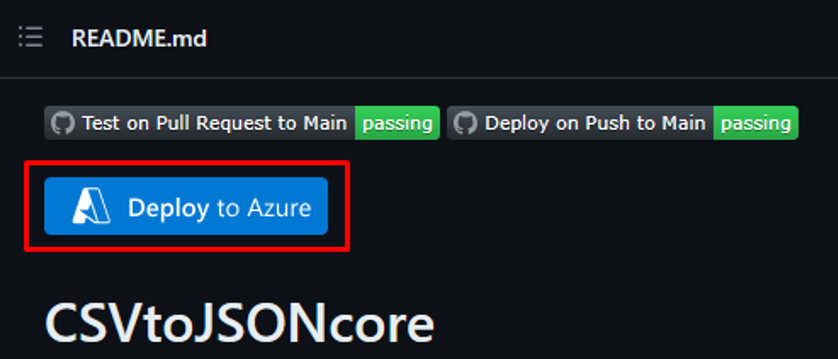 README.md
Test on Pull Request to Main passing Deploy on Push to Main passing
Deploy to Azure
CSVtoJSONcore